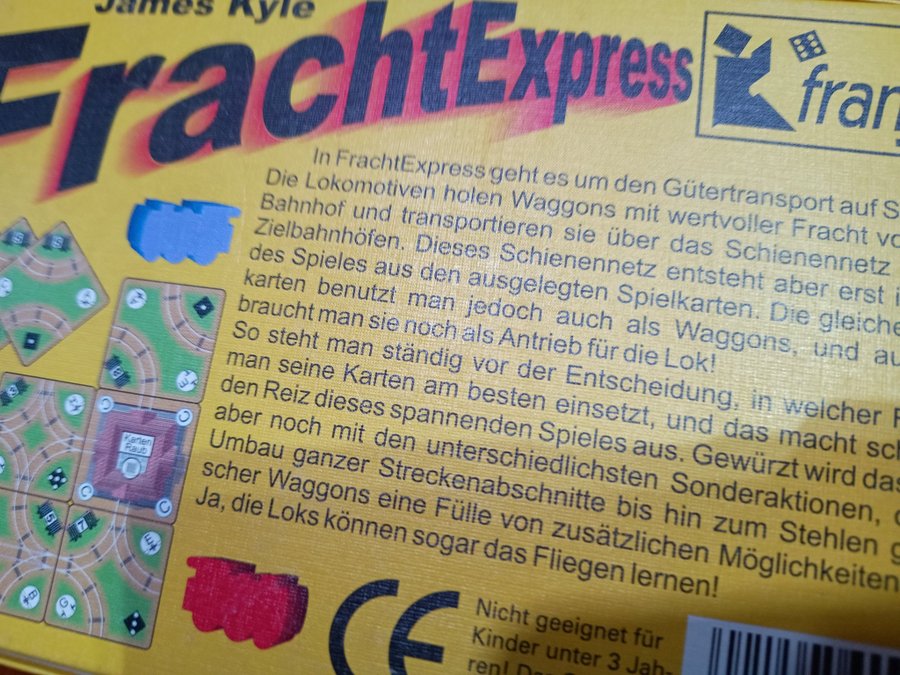 James Kyle
FrachtExpress
fran
In FrachtExpress geht es um den Gütertransport auf
Die Lokomotiven holen Waggons mit wertvoller Fracht
Bahnhof und transportieren sie über das Schienennetz
Zielbahnhöfen. Dieses Schienennetz entsteht aber erst
des Spieles aus den ausgelegten Spielkarten. Die gleiche
karten benutzt man jedoch auch als Waggons, und
braucht man sie noch als Antrieb für die Lok!
So steht man ständig vor der Entscheidung, in welcher
man seine Karten am besten einsetzt, und das macht
den Reiz dieses spannenden Spieles aus. Gewürzt wird
aber noch mit den unterschiedlichsten Sonderaktionen,
Umbau ganzer Streckenabschnitte bis hin zum Stehlen
scher Waggons eine Fülle von zusätzlichen Möglichkeiten
Ja, die Loks können sogar das Fliegen lernen!
Karten
Raub
CE
Nicht geeignet für
Kinder unter 3 Jah-
ren!